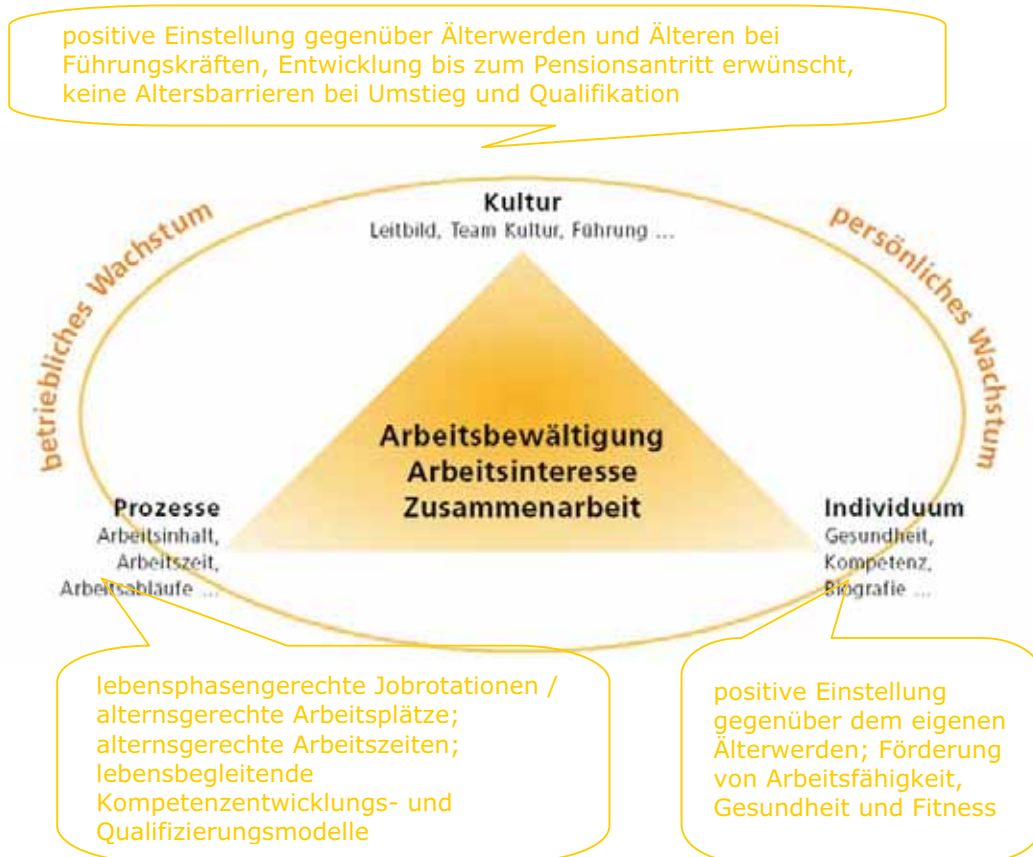 positive Einstellung gegenüber Älterwerden und Älteren bei
Führungskräften, Entwicklung bis zum Pensionsantritt erwünscht,
keine Altersbarrieren bei Umstieg und Qualifikation
Kultur
Leitbild, Team Kultur, Führung ...
betriebliches Wachstum
persönliches Wachstum
Arbeitsbewältigung
Arbeitsinteresse
Zusammenarbeit
Prozesse
Arbeitsinhalt,
Arbeitszeit,
Arbeitsabläufe ...
Individuum
Gesundheit,
Kompetenz,
Biografie ...
lebensphasengerechte Jobrotationen /
alternsgerechte Arbeitsplätze;
alternsgerechte Arbeitszeiten;
lebensbegleitende
Kompetenzentwicklungs- und
Qualifizierungsmodelle
positive Einstellung
gegenüber dem eigenen
Älterwerden; Förderung
von Arbeitsfähigkeit,
Gesundheit und Fitness